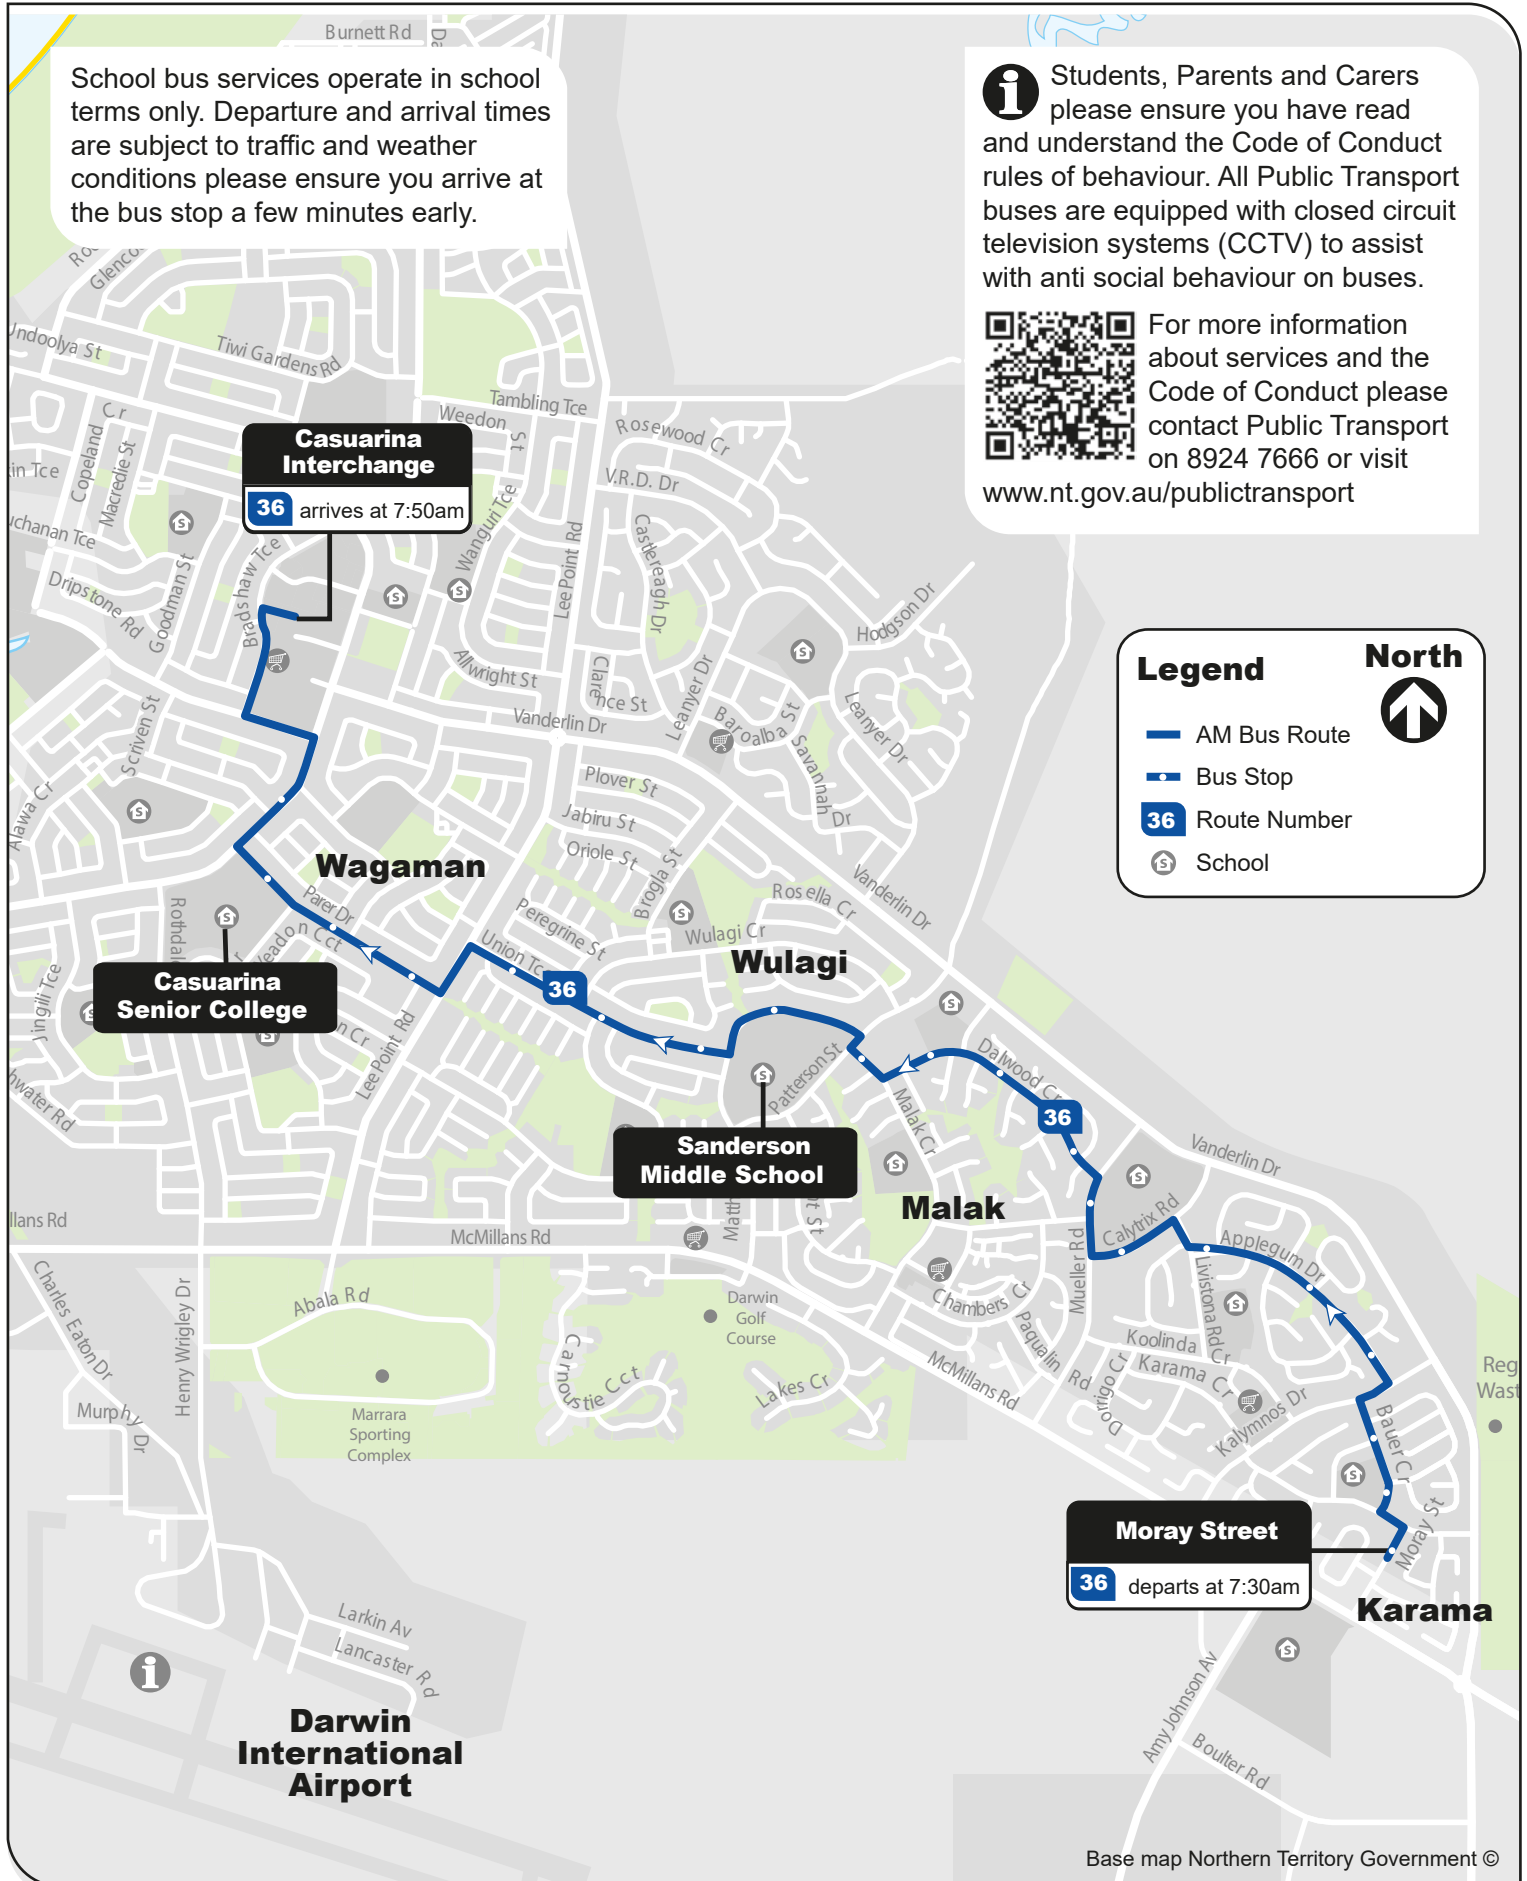 Burnett Rd
School bus services operate in school
terms only. Departure and arrival times
are subject to traffic and weather
conditions please ensure you arrive at
the bus stop a few minutes early.
Students, Parents and Carers
please ensure you have read
and understand the Code of Conduct
rules of behaviour. All Public Transport
buses are equipped with closed circuit
television systems (CCTV) to assist
with anti social behaviour on buses.
For more information
about services and the
Code of Conduct please
contact Public Transport
on 8924 7666 or visit
www.nt.gov.au/publictransport
Tiwi Gardens Rd
Tambling Tce
Weedon St
Rosewood Cr
V.R.D. Dr
Copeland Cr
Macredie St
Casuarina
Interchange
36 arrives at 7:50am
Wanguri Tce
Lee Point Rd
Castlereagh Dr
Hodgson Dr
Dripstone Rd
Goodman St
Bradshaw Tce
Allwright St
Clarence St
Leanyer Dr
Baroalba St
Leanyer Dr
Savannah Dr
Vanderlin Dr
Scriven St
Alawa Cr
Plover St
Jabiru St
Oriole St
Brogla St
Legend
North
AM Bus Route
Bus Stop
36 Route Number
School
Wagaman
Parer Dr
Peregrine St
Rosella Cr
Vanderlin Dr
Wulagi Cr
Wulagi
Union Tce
36
Jingili Tce
Casuarina
Senior College
Lee Point Rd
Patterson St
Dalwood Cr
36
Malak Cr
Sanderson
Middle School
Malak
Vanderlin Dr
Calytrix Rd
Applegum Dr
Mueller Rd
Livistona Rd
McMillans Rd
Charles Eaton Dr
Henry Wrigley Dr
Abala Rd
Marrara
Sporting
Complex
Carnoustie Cct
Darwin
Golf
Course
Lakes Cr
Chambers Cr
Paqualin Rd
Koolinda Cr
Karama Cr
Dorrigo Cr
Kalymnos Dr
McMillans Rd
Murphy Dr
Bauer Cr
Moray St
Moray Street
36 departs at 7:30am
Karama
Larkin Av
Lancaster Rd
Darwin
International
Airport
Amy Johnson Av
Boulter Rd
Base map Northern Territory Government ©